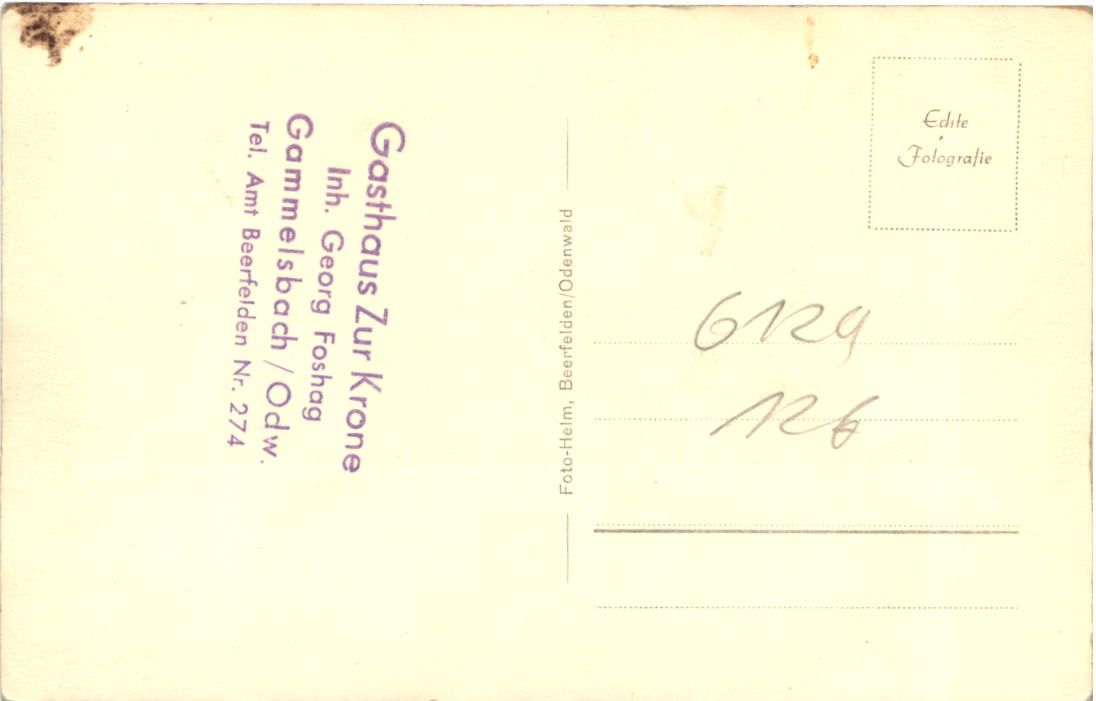 Gasthaus Zur Krone
Inh. Georg Foshag
Gammelsbach / Odw.
Tel. Amt Beerfelden Nr. 274
Foto-Helm, Beerfelden/Odenwald
Echte
Fotografie
6129
126